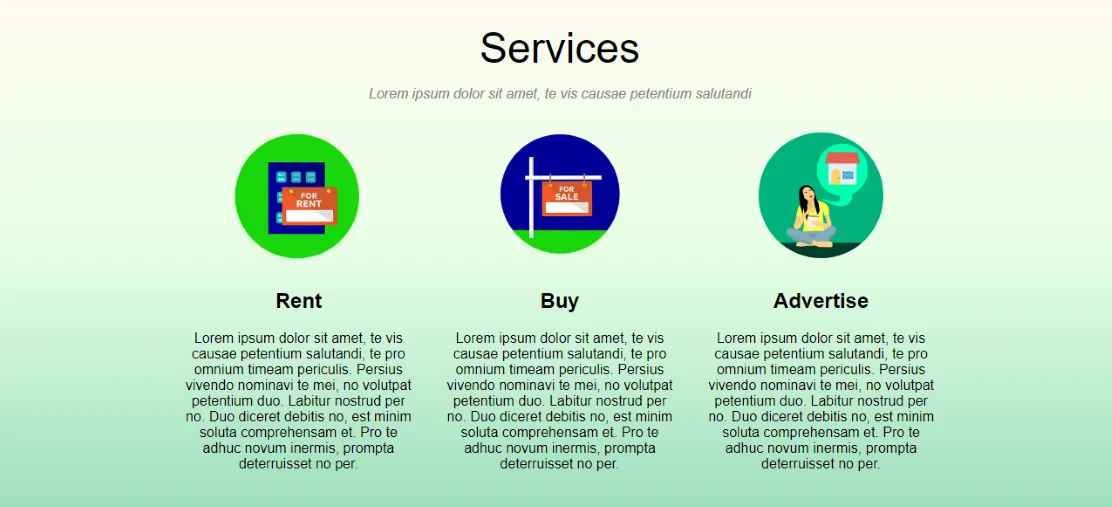 Services
Lorem ipsum dolor sit amet, te vis causae petentium salutandi
FOR
RENT
FOR
SALE
Rent
Buy
Advertise
Lorem ipsum dolor sit amet, te vis
causae petentium salutandi, te pro
omnium timeam periculis. Persius
vivendo nominavi te mei, no volutpat
petentium duo. Labitur nostrud per
no. Duo diceret debitis no, est minim
soluta comprehensam et. Pro te
adhuc novum inermis, prompta
deterruisset no per.
Lorem ipsum dolor sit amet, te vis
causae petentium salutandi, te pro
omnium timeam periculis. Persius
vivendo nominavi te mei, no volutpat
petentium duo. Labitur nostrud per
no. Duo diceret debitis no, est minim
soluta comprehensam et. Pro te
adhuc novum inermis, prompta
deterruisset no per.
Lorem ipsum dolor sit amet, te vis
causae petentium salutandi, te pro
omnium timeam periculis. Persius
vivendo nominavi te mei, no volutpat
petentium duo. Labitur nostrud per
no. Duo diceret debitis no, est minim
soluta comprehensam et. Pro te
adhuc novum inermis, prompta
deterruisset no per.